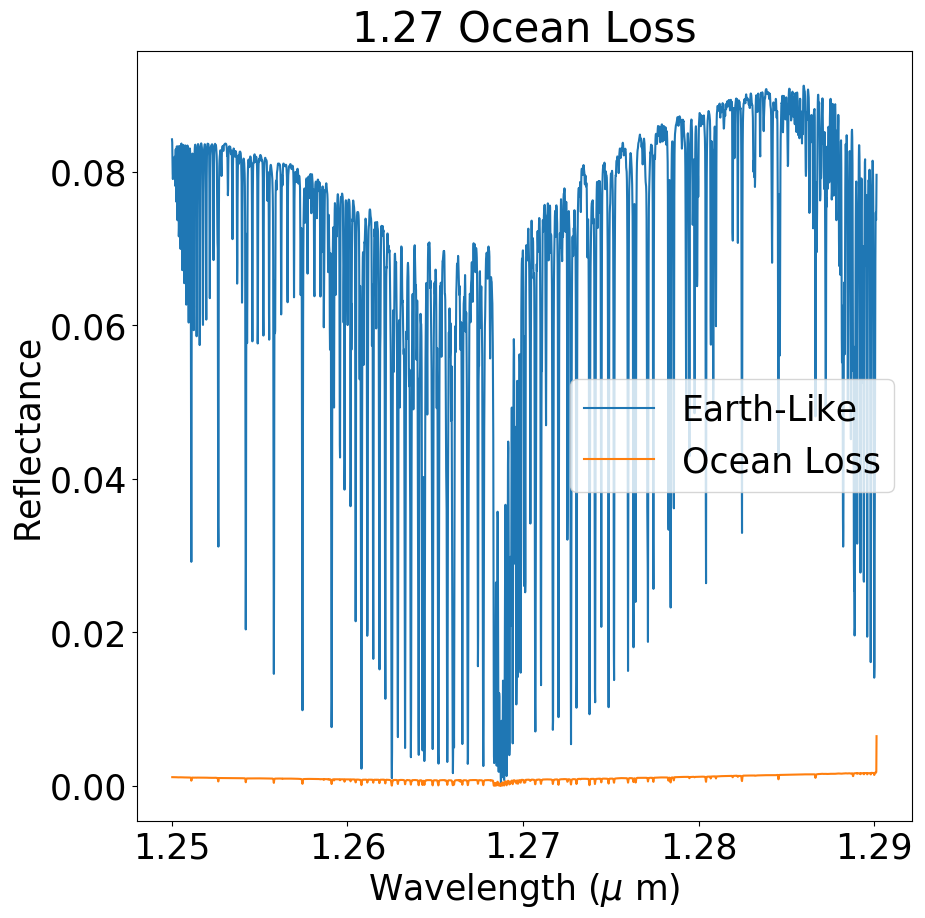 1.27 Ocean Loss
Reflectance
0.08
0.06
0.04
0.02
0.00
Earth-Like
Ocean Loss
1.25 1.26 1.27 1.28 1.29
Wavelength (μ m)